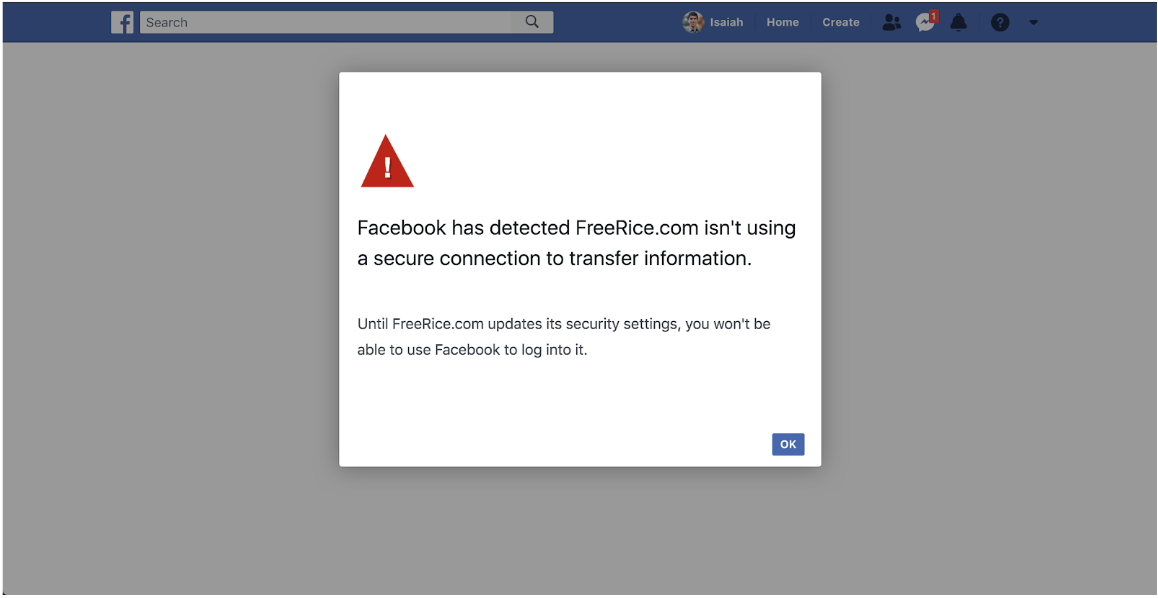 f Search Isaiah Home Create 1 ?
!
Facebook has detected FreeRice.com isn't using
a secure connection to transfer information.
Until FreeRice.com updates its security settings, you won't be
able to use Facebook to log into it.
OK